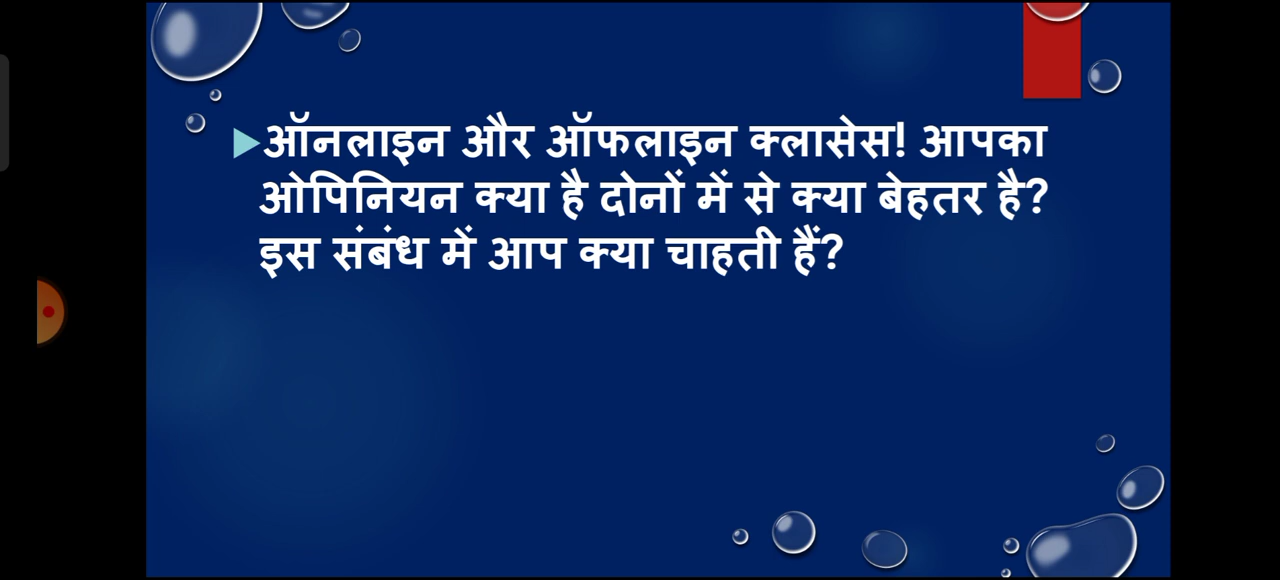 ऑनलाइन और ऑफलाइन क्लासेस! आपका
ओपिनियन क्या है दोनों में से क्या बेहतर है?
इस संबंध में आप क्या चाहती हैं?